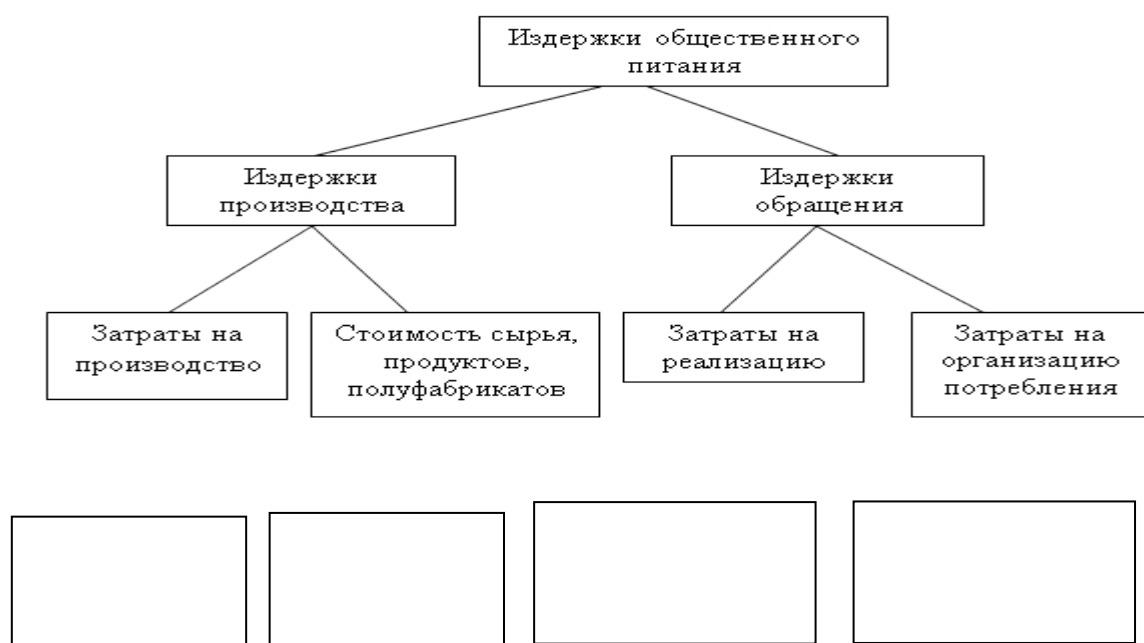 Издержки общественного
питания
Издержки
производства
Издержки
обращения
Затраты на
производство
Стоимость сырья,
продуктов,
полуфабрикатов
Затраты на
реализацию
Затраты на
организацию
потребления